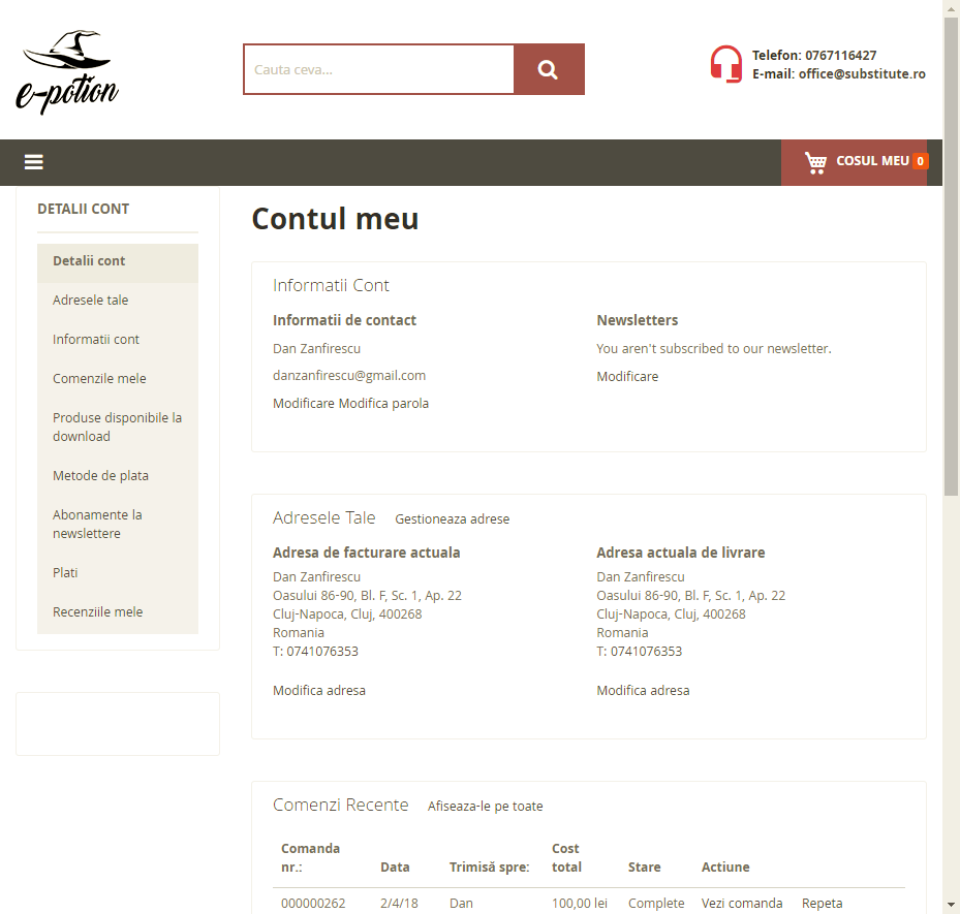 e-potion
Cauta ceva...
Telefon: 0767116427
E-mail: office@substitute.ro
COSUL MEU 0
DETALII CONT
Detalii cont
Adresele tale
Informatii cont
Comenzile mele
Produse disponibile la
download
Metode de plata
Abonamente la
newslettere
Plati
Recenziile mele
Contul meu
Informatii Cont
Informatii de contact
Dan Zanfirescu
danzanfirescu@gmail.com
Modificare Modifica parola
Newsletters
You aren't subscribed to our newsletter.
Modificare
Adresele Tale Gestioneaza adrese
Adresa de facturare actuala
Dan Zanfirescu
Oasului 86-90, Bl. F, Sc. 1, Ap. 22
Cluj-Napoca, Cluj, 400268
Romania
T: 0741076353
Modifica adresa
Adresa actuala de livrare
Dan Zanfirescu
Oasului 86-90, Bl. F, Sc. 1, Ap. 22
Cluj-Napoca, Cluj, 400268
Romania
T: 0741076353
Modifica adresa
Comenzi Recente Afiseaza-le pe toate
Comanda
nr.: Data Trimisă spre: Cost
total Stare Actiune
000000262 2/4/18 Dan 100,00 lei Complete Vezi comanda Repeta